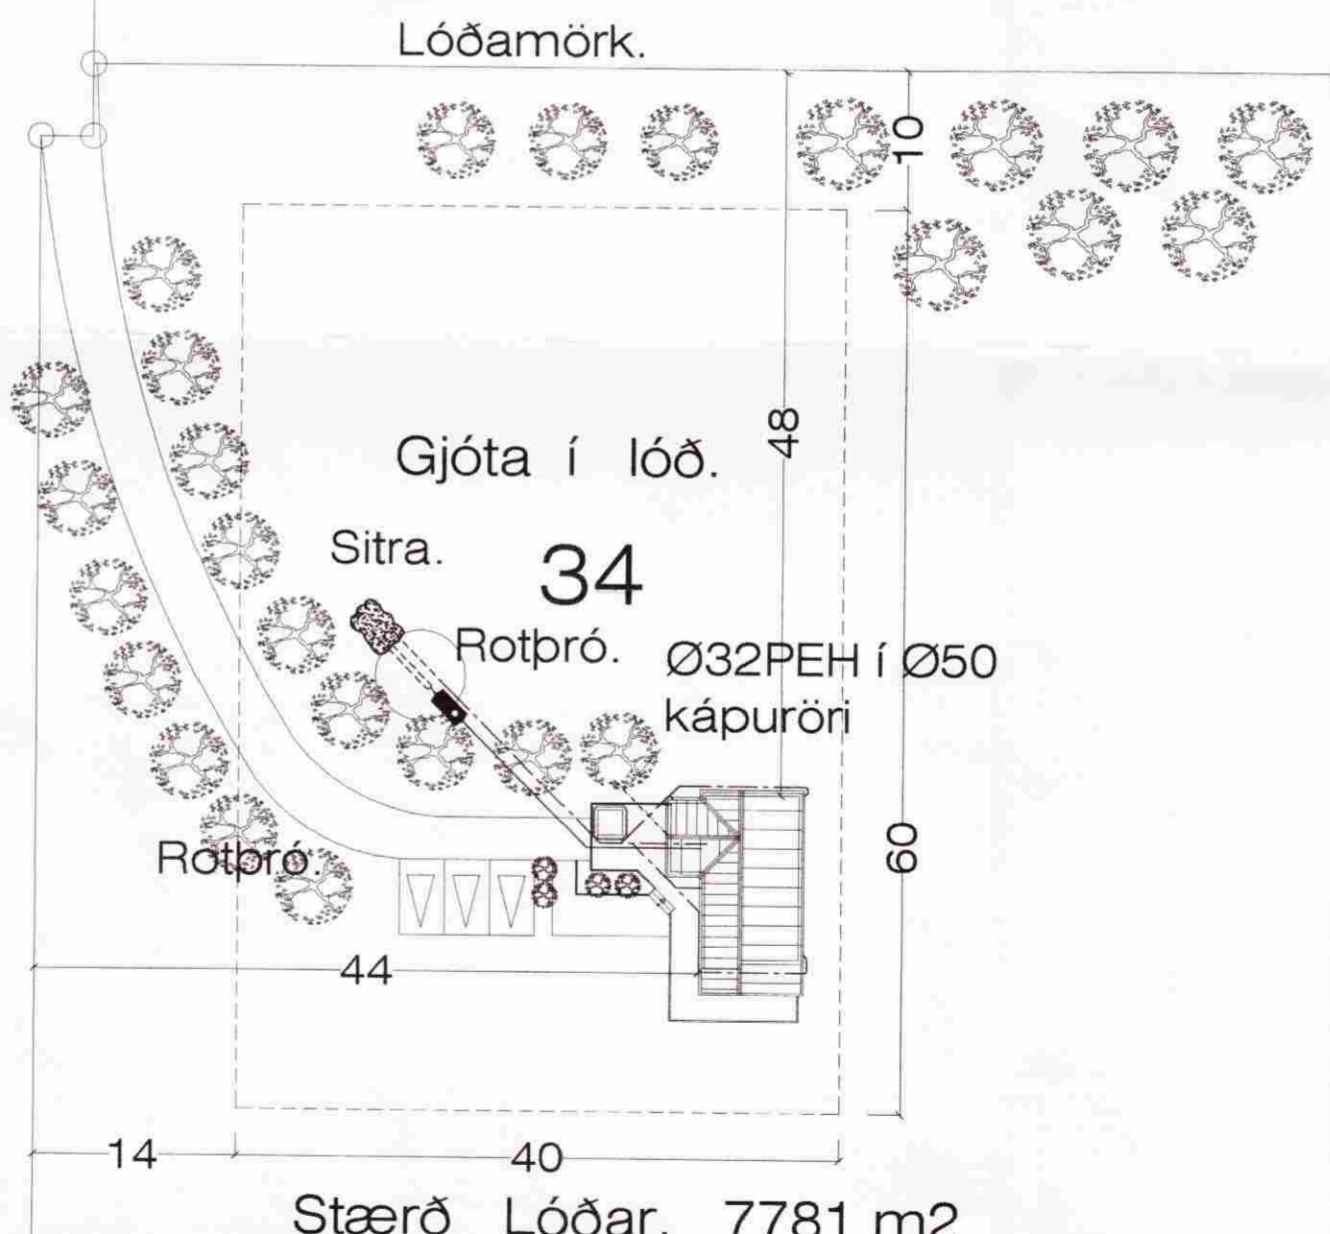 Lóðamörk.
10
48
Gjóta í lóð.
Sitra.
34
Rotþró.
Ø32PEH í Ø50
kápuröri
60
Rotþró.
44
14
40
Stærð Lóðar. 7781 m2